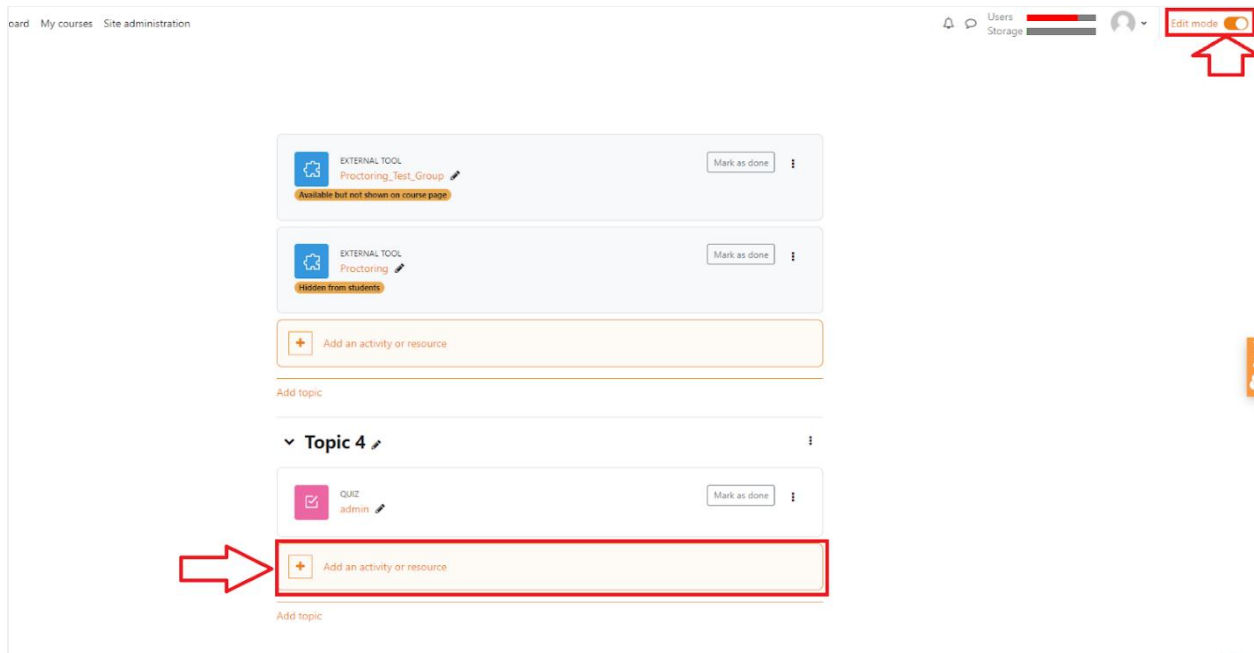 oard My courses Site administration
Users
Storage
Edit mode
EXTERNAL TOOL
Proctoring_Test_Group
Mark as done
Available but not shown on course page
EXTERNAL TOOL
Proctoring
Mark as done
Hidden from students
Add an activity or resource
Add topic
Topic 4
QUIZ
admin
Mark as done
Add an activity or resource
Add topic